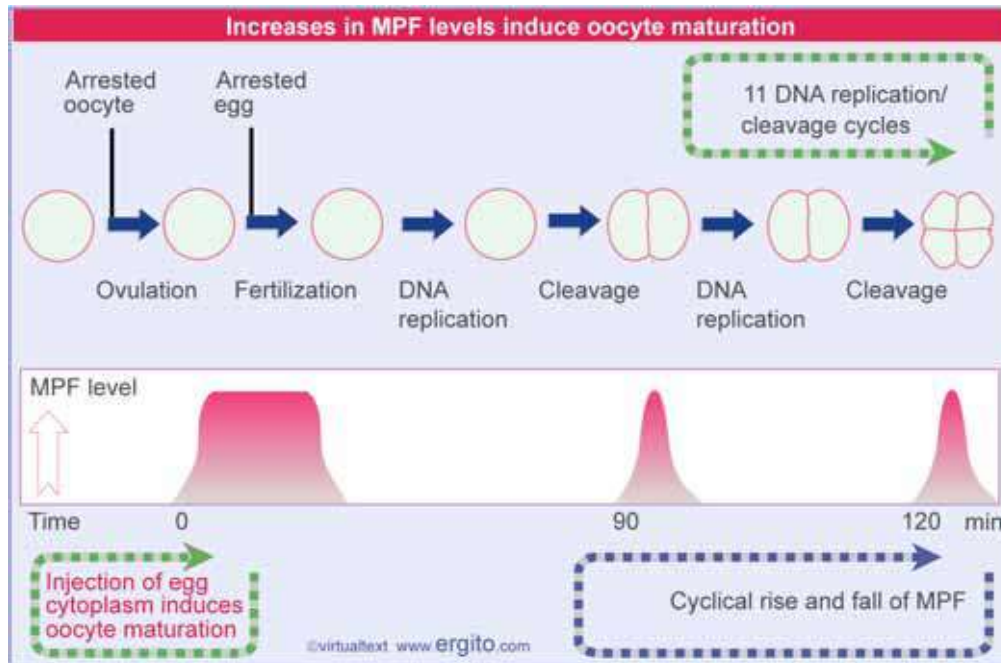 Increases in MPF levels induce oocyte maturation
Arrested
oocyte
Arrested
egg
11 DNA replication/
cleavage cycles
Ovulation
Fertilization
DNA
replication
Cleavage
DNA
replication
Cleavage
MPF level
Time 0 90 120 min
Injection of egg
cytoplasm induces
oocyte maturation
Cyclical rise and fall of MPF
©virtualtext www.ergito.com